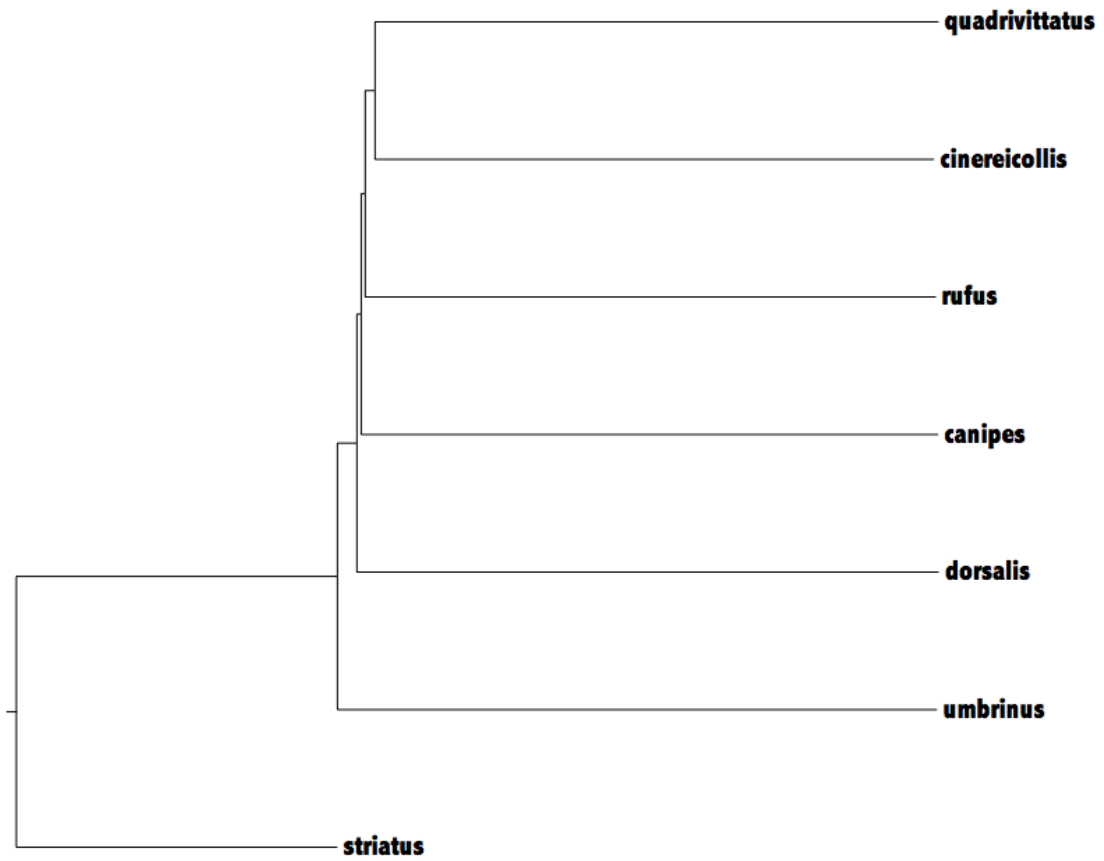 quadrivittatus
cinereicollis
rufus
canipes
dorsalis
umbrinus
striatus